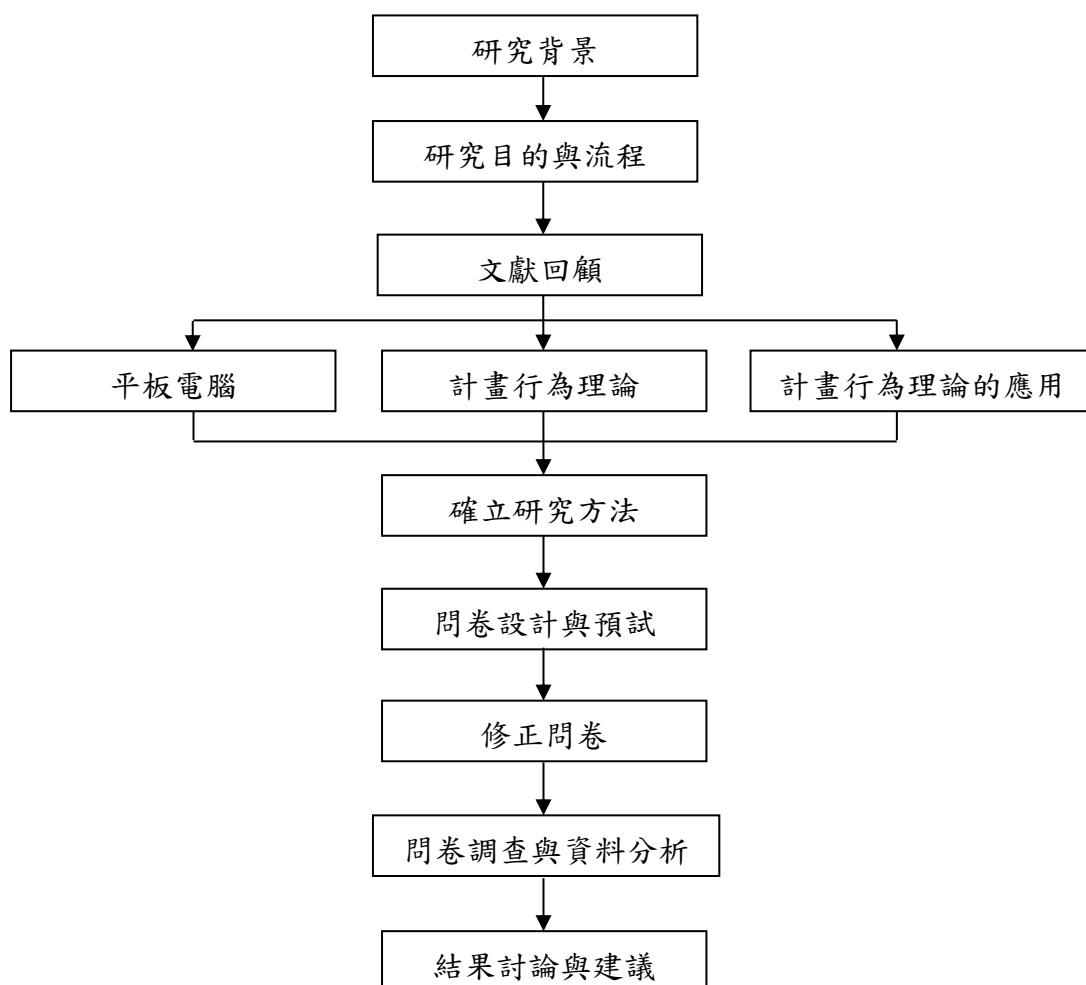 研究背景
研究目的與流程
文獻回顧
平板電腦
計畫行為理論
計畫行為理論的應用
確立研究方法
問卷設計與預試
修正問卷
問卷調查與資料分析
結果討論與建議